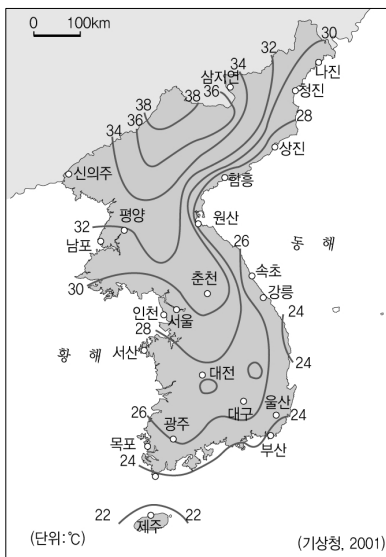 0 100km
30
32
34
삼지연
36
38
38
36
34
나진
청진
28
상진
함흥
신의주
평양
원산
32
남포
26
동 해
속초
30
춘천
강릉
24
인천
서울
28
황 해
서산
24
대전
대구
울산
26
광주
24
부산
목포
24
22
22
제주
(단위:℃)
(기상청, 2001)